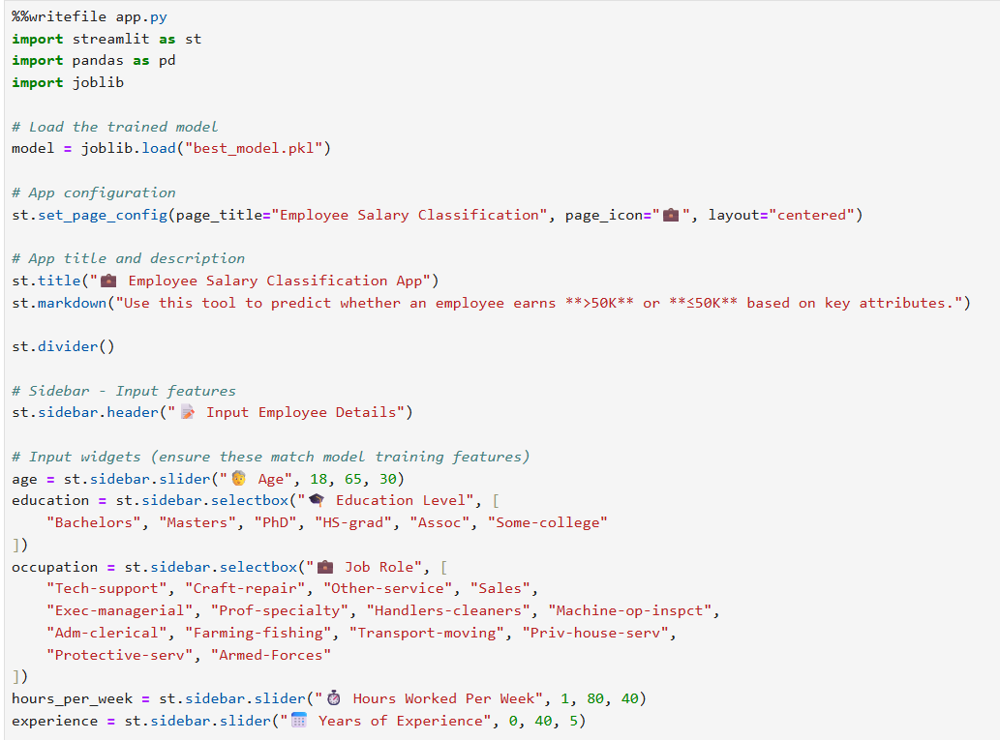 %%writefile app.py
import streamlit as st
import pandas as pd
import joblib

# Load the trained model
model = joblib.load("best_model.pkl")

# App configuration
st.set_page_config(page_title="Employee Salary Classification", page_icon="💼", layout="centered")

# App title and description
st.title("💼 Employee Salary Classification App")
st.markdown("Use this tool to predict whether an employee earns **>50K** or **≤50K** based on key attributes.")

st.divider()

# Sidebar - Input features
st.sidebar.header("📝 Input Employee Details")

# Input widgets (ensure these match model training features)
age = st.sidebar.slider("🧓 Age", 18, 65, 30)
education = st.sidebar.selectbox("🎓 Education Level", [
    "Bachelors", "Masters", "PhD", "HS-grad", "Assoc", "Some-college"
])
occupation = st.sidebar.selectbox("💼 Job Role", [
    "Tech-support", "Craft-repair", "Other-service", "Sales",
    "Exec-managerial", "Prof-specialty", "Handlers-cleaners", "Machine-op-inspct",
    "Adm-clerical", "Farming-fishing", "Transport-moving", "Priv-house-serv",
    "Protective-serv", "Armed-Forces"
])
hours_per_week = st.sidebar.slider("⏱ Hours Worked Per Week", 1, 80, 40)
experience = st.sidebar.slider("📅 Years of Experience", 0, 40, 5)